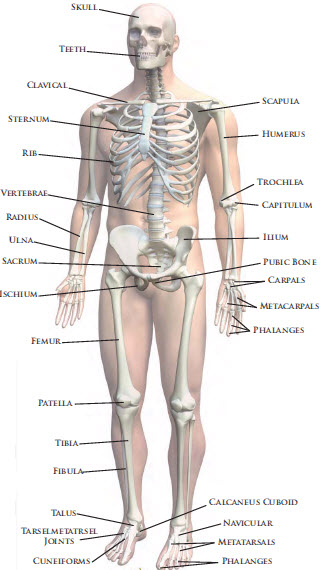 SKULL
TEETH
CLAVICAL
SCAPULA
STERNUM
HUMERUS
RIB
TROCHLEA
VERTEBRAE
CAPITULUM
RADIUS
ULNA
ILIUM
SACRUM
PUBIC BONE
ISCHIUM
CARPALS
METACARPALS
PHALANGES
FEMUR
PATELLA
TIBIA
FIBULA
CALCANEUS CUBOID
TALUS
NAVICULAR
TARSELMETATRSEL
JOINTS
METATARSALS
CUNEIFORMS
PHALANGES